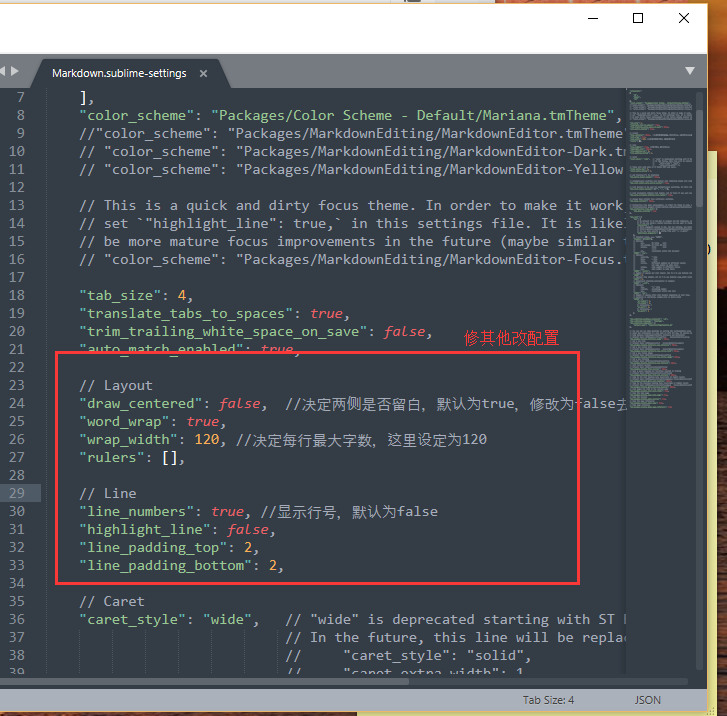 Markdown.sublime-settings ×
7 ],
8 "color_scheme": "Packages/Color Scheme - Default/Mariana.tmTheme",
9 //"color_scheme": "Packages/MarkdownEditing/MarkdownEditor.tmTheme"
10 // "color_scheme": "Packages/MarkdownEditing/MarkdownEditor-Dark.tm
11 // "color_scheme": "Packages/MarkdownEditing/MarkdownEditor-Yellow
12
13 // This is a quick and dirty focus theme. In order to make it work
14 // set `"highlight_line": true,` in this settings file. It is like
15 // be more mature focus improvements in the future (maybe similar
16 // "color_scheme": "Packages/MarkdownEditing/MarkdownEditor-Focus.
17
18 "tab_size": 4,
19 "translate_tabs_to_spaces": true,
20 "trim_trailing_white_space_on_save": false,
修其他改配置
21 "auto_match_enabled": true,
22
23 // Layout
24 "draw_centered": false, //决定两侧是否留白，默认为true，修改为false去
25 "word_wrap": true,
26 "wrap_width": 120, //决定每行最大字数，这里设定为120
27 "rulers": [],
28
29 // Line
30 "line_numbers": true, //显示行号，默认为false
31 "highlight_line": false,
32 "line_padding_top": 2,
33 "line_padding_bottom": 2,
34
35 // Caret
36 "caret_style": "wide", // "wide" is deprecated starting with ST
37 // In the future, this line will be replac
38 // "caret_style": "solid",
39 // "caret_extra_width": 1
Tab Size: 4 JSON